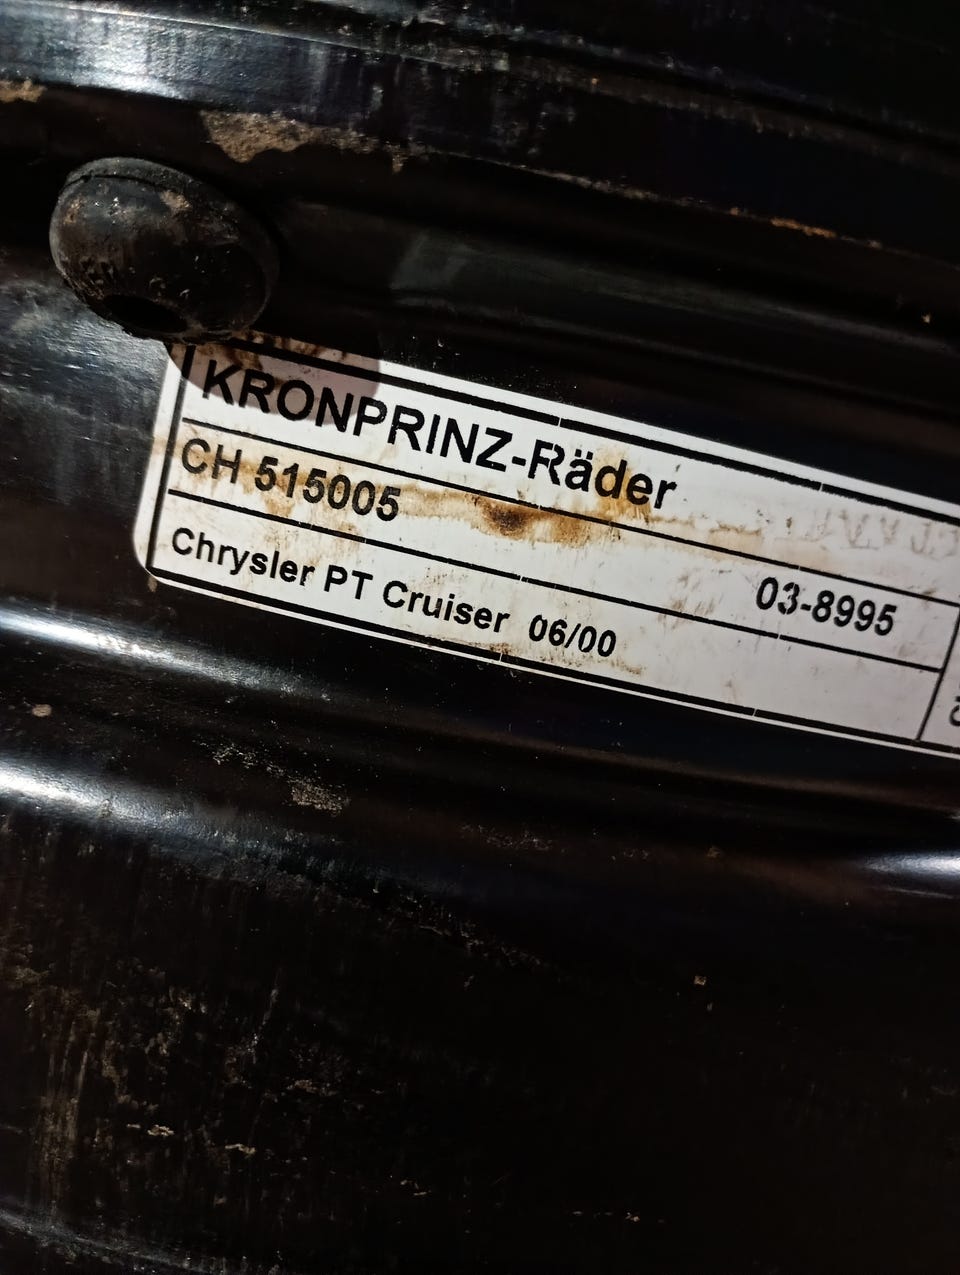 KRONPRINZ-Räder
CH 515005
03-8995
Chrysler PT Cruiser 06/00